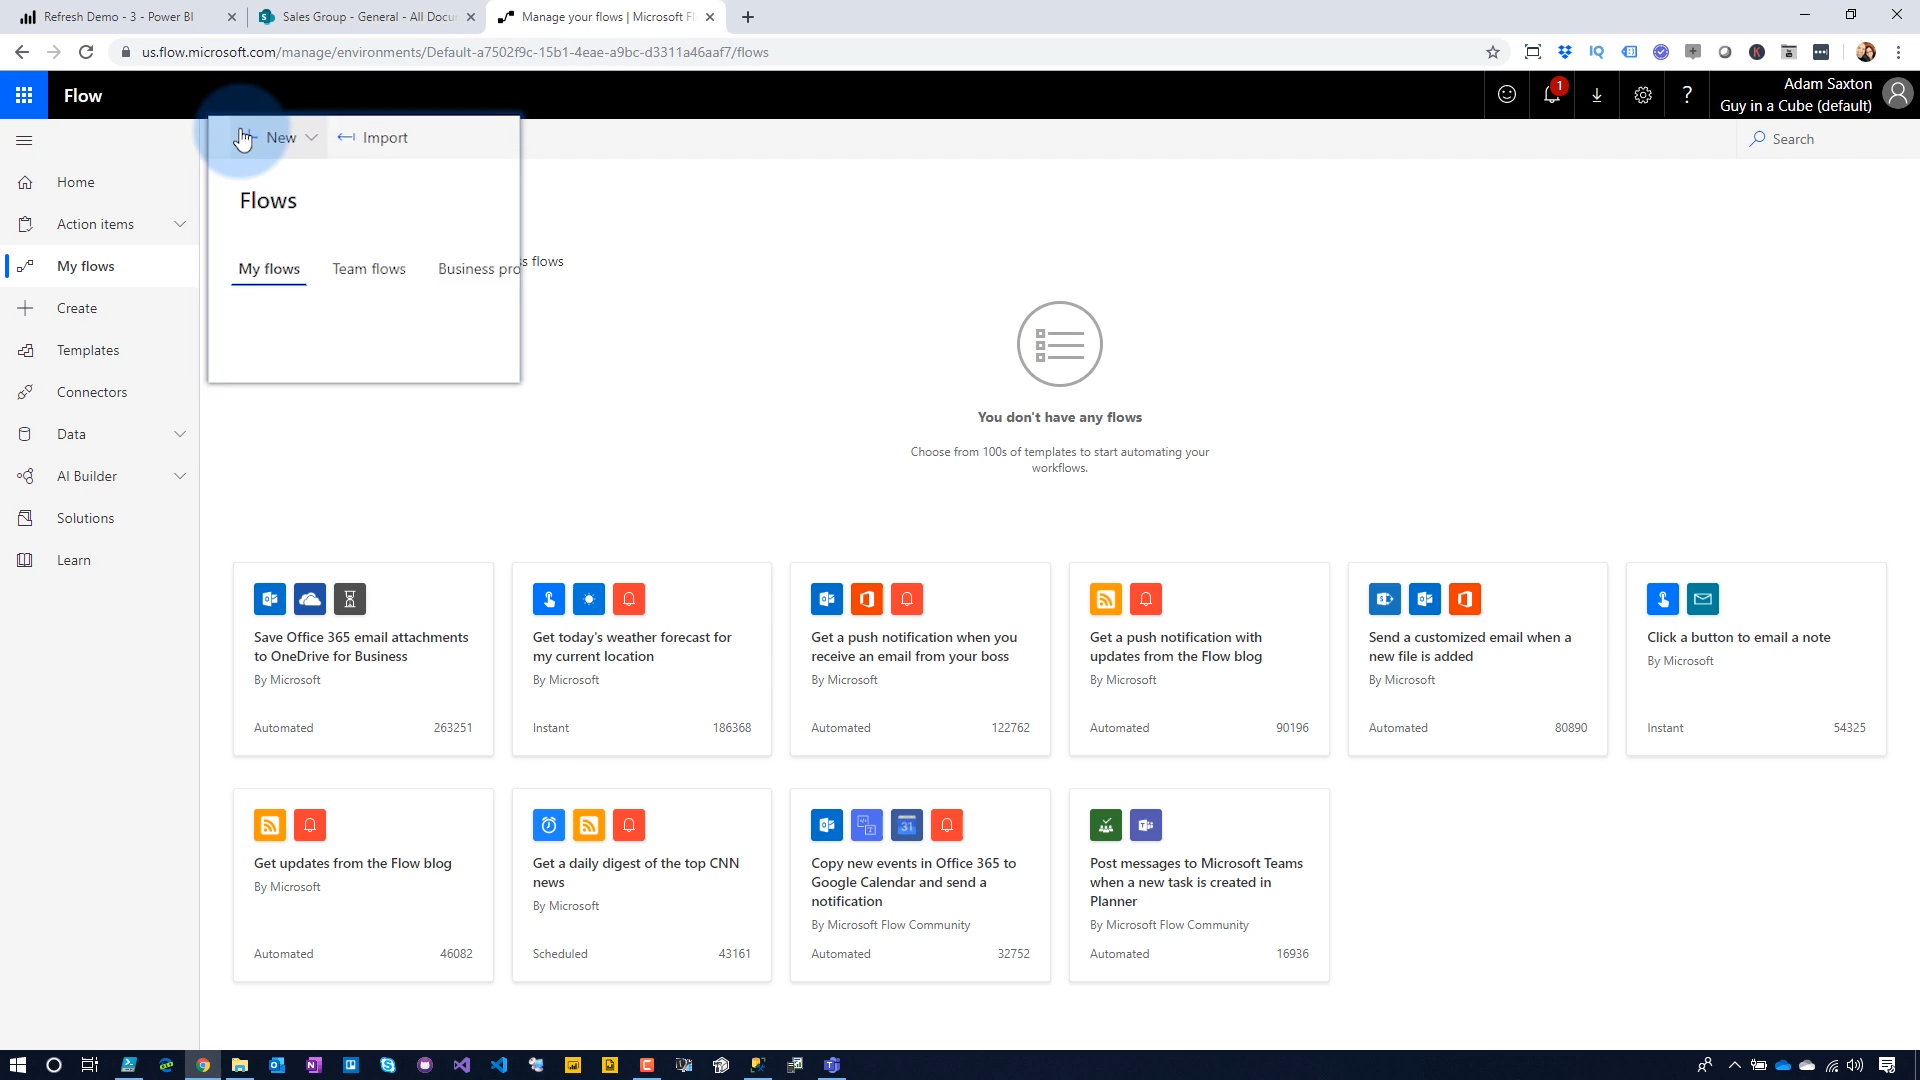 Refresh Demo - 3 - Power BI
Sales Group - General - All Docu
Manage your flows | Microsoft Fl
us.flow.microsoft.com/manage/environments/Default-a7502f9c-15b1-4eae-a9bc-d3311a46aaf7/flows
Flow
1
Adam Saxton
Guy in a Cube (default)
New
Import
Search
Home
Action items
My flows
Create
Templates
Connectors
Data
AI Builder
Solutions
Learn
Flows
My flows
Team flows
Business pro
s flows
You don't have any flows
Choose from 100s of templates to start automating your
workflows.
Save Office 365 email attachments
to OneDrive for Business
By Microsoft
Automated
263251
Get today's weather forecast for
my current location
By Microsoft
Instant
186368
Get a push notification when you
receive an email from your boss
By Microsoft
Automated
122762
Get a push notification with
updates from the Flow blog
By Microsoft
Automated
90196
Send a customized email when a
new file is added
By Microsoft
Automated
80890
Click a button to email a note
By Microsoft
Instant
54325
Get updates from the Flow blog
By Microsoft
Automated
46082
Get a daily digest of the top CNN
news
By Microsoft
Scheduled
43161
31
Copy new events in Office 365 to
Google Calendar and send a
notification
By Microsoft Flow Community
Automated
32752
Post messages to Microsoft Teams
when a new task is created in
Planner
By Microsoft Flow Community
Automated
16936